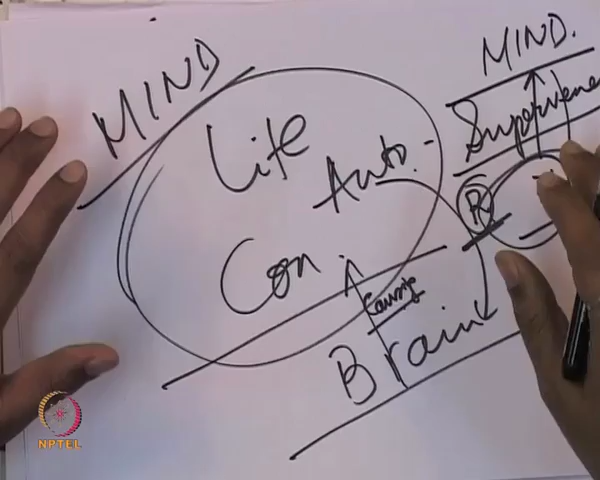 MIND
Life
Auto.
Con.
Causes
Brain
MIND.
Supervene
R
NPTEL